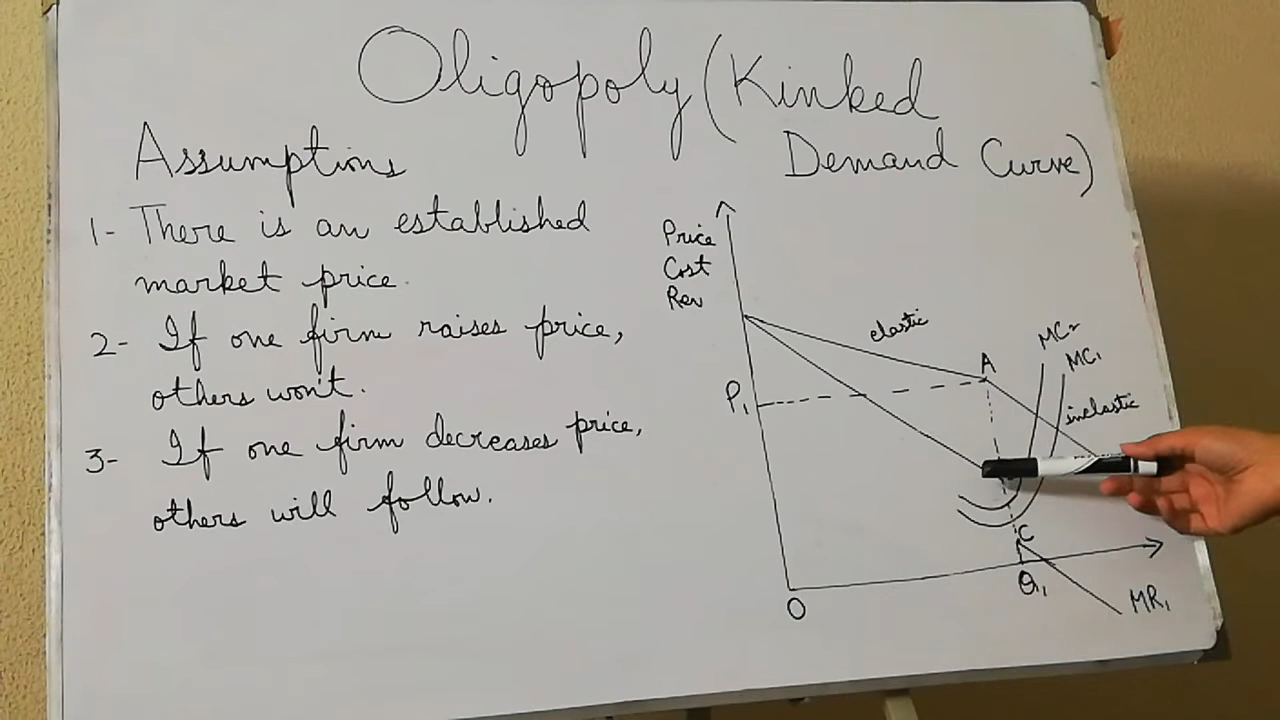 Oligopoly (Kinked
Demand Curve)
Assumptions
1- There is an established
market price.
2- If one firm raises price,
others won't.
3- If one firm decreases price,
others will follow.
Price
Cost
Rev
elastic
A
MC2
MC1
inelastic
P1
C
O
Q1
MR1